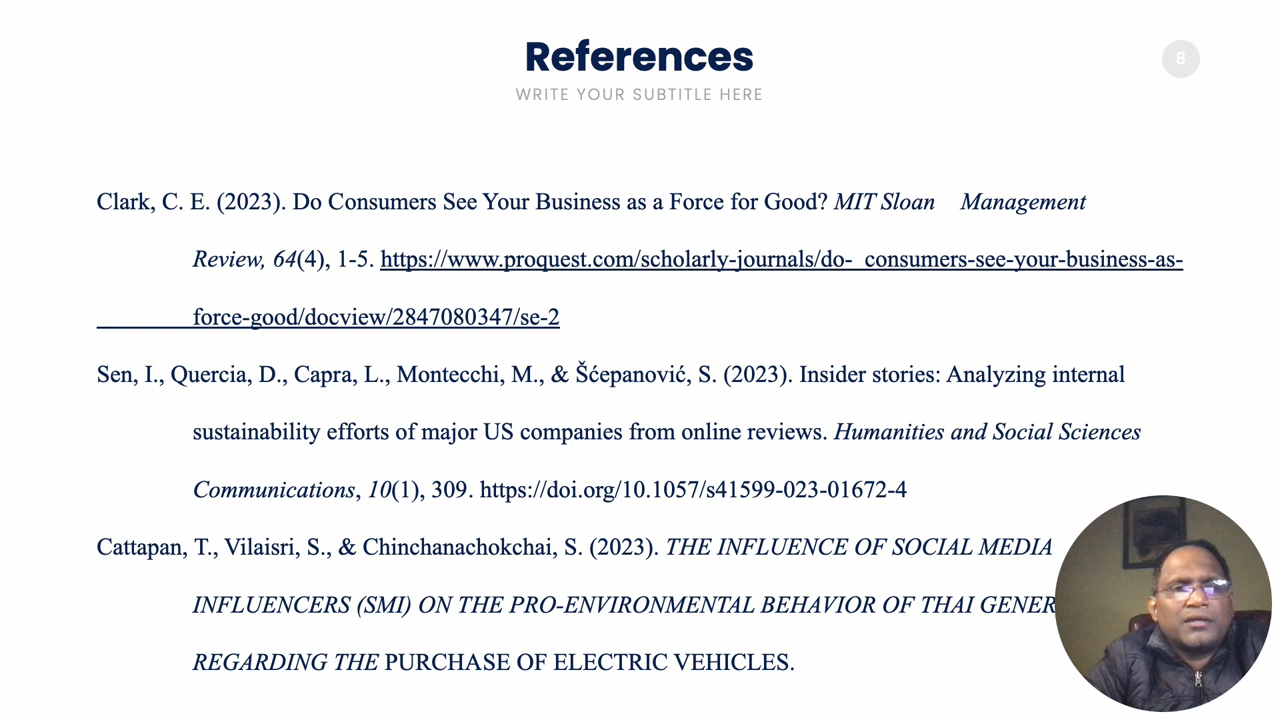 References
8
WRITE YOUR SUBTITLE HERE
Clark, C. E. (2023). Do Consumers See Your Business as a Force for Good? MIT Sloan Management
Review, 64(4), 1-5. https://www.proquest.com/scholarly-journals/do- consumers-see-your-business-as-
force-good/docview/2847080347/se-2
Sen, I., Quercia, D., Capra, L., Montecchi, M., & Šćepanović, S. (2023). Insider stories: Analyzing internal
sustainability efforts of major US companies from online reviews. Humanities and Social Sciences
Communications, 10(1), 309. https://doi.org/10.1057/s41599-023-01672-4
Cattapan, T., Vilaisri, S., & Chinchanachokchai, S. (2023). THE INFLUENCE OF SOCIAL MEDIA
INFLUENCERS (SMI) ON THE PRO-ENVIRONMENTAL BEHAVIOR OF THAI
REGARDING THE PURCHASE OF ELECTRIC VEHICLES.